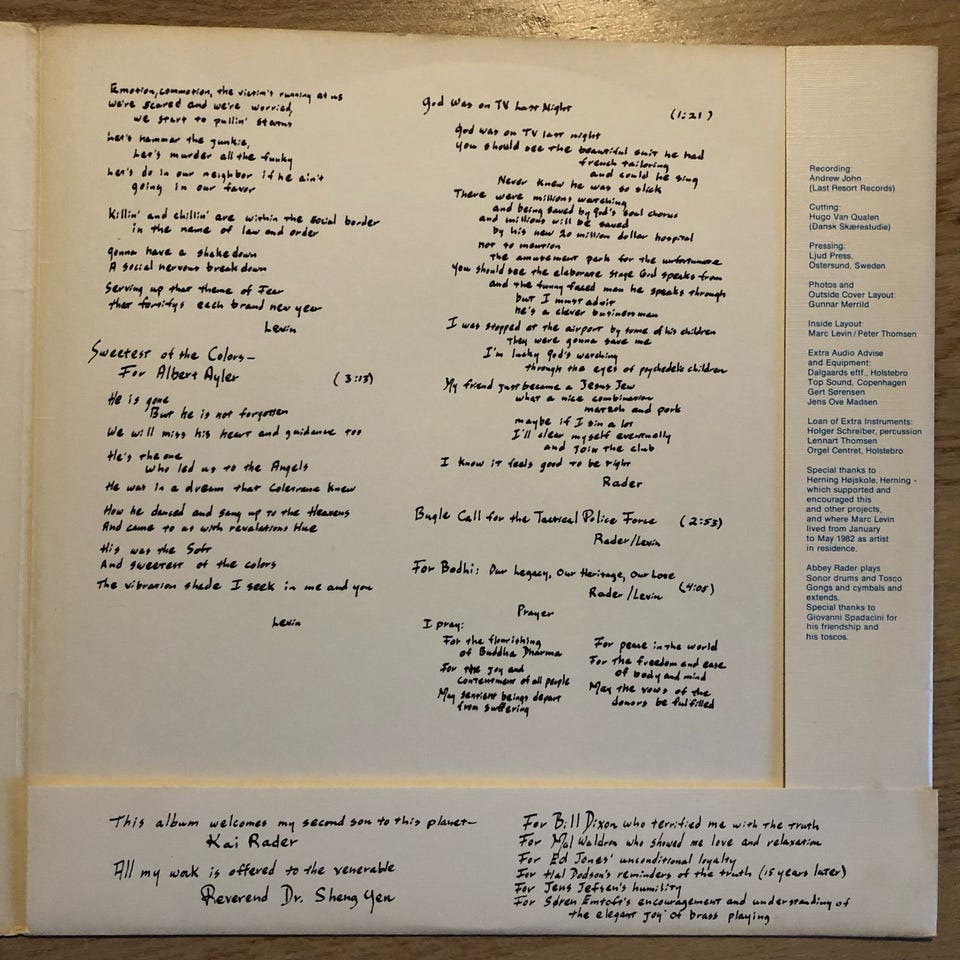 Emotion, commotion, the victim's running at us
we're scared and we're worried,
we start to pullin' straws
Let's hammer the junkie,
Let's murder all the funky
Let's do in our neighbor if he ain't
going in our favor
Killin' and chillin' are within the social border
in the name of law and order
gonna have a shakedown
A social nervous breakdown
Serving up that theme of Fear
that fortifys each brand new year
Levin
Sweetest of the Colors—
For Albert Ayler (3:13)
He is gone
But he is not forgotten
We will miss his heart and guidance too
He's the one
who led us to the Angels
He was in a dream that Coletrane knew
How he danced and sang up to the Heavens
And came to us with revalations Hue
His was the Soft
And sweetest of the colors
The vibration shade I seek in me and you
Levin
God Was on TV Last Night (1:21)
God was on TV last night
You should see the beautiful suit he had
french tailoring
and could he sing
Never knew he was so slick
There were millions watching
and being saved by god's soul chorus
and millions will be saved
by his new 20 million dollar hospital
not to mention
the amusement park for the unfortunate
You should see the elaborate stage God speaks from
and the funny faced man he speaks through
but I must admit
he's a clever businessman
I was stopped at the airport by some of his children
They were gonna save me
I'm lucky god's watching
through the eyes of psychedelic children
My friend just became a Jesus Jew
what a nice combination
matzoh and pork
maybe if I sin a lot
I'll clear myself eventually
and join the club
I know it feels good to be right
Rader
Bugle Call for the Tactical Police Force (2:53)
Rader/Levin
For Bodhi: Our Legacy, Our Heritage, Our Love
Rader/Levin (4:05)
Prayer
I pray:
For the flourishing
of Buddha Dharma
For the joy and
contentment of all people
May sentient beings depart
from suffering
For peace in the world
For the freedom and ease
of body and mind
May the vows of the
donors be fulfilled
Recording:
Andrew John
(Last Resort Records)
Cutting:
Hugo Van Qualen
(Dansk Skærestudie)
Pressing:
Ljud Press,
Östersund, Sweden
Photos and
Outside Cover Layout:
Gunnar Merrild
Inside Layout:
Marc Levin/Peter Thomsen
Extra Audio Advise
and Equipment:
Dalgaards eftf., Holstebro
Top Sound, Copenhagen
Gert Sørensen
Jens Ove Madsen
Loan of Extra Instruments:
Holger Schreiber, percussion
Lennart Thomsen
Orgel Centret, Holstebro
Special thanks to
Herning Højskole, Herning -
which supported and
encouraged this
and other projects,
and where Marc Levin
lived from January
to May 1982 as artist
in residence.
Abbey Rader plays
Sonor drums and Tosco
Gongs and cymbals and
extends.
Special thanks to
Giovanni Spadacini for
his friendship and
his toscos.
This album welcomes my second son to this planet—
Kai Rader
All my work is offered to the venerable
Reverend Dr. Sheng Yen
For Bill Dixon who terrified me with the truth
For Mal Waldron who showed me love and relaxation
For Ed Jones' unconditional loyalty
For Hal Dodson's reminders of the truth (15 years later)
For Jens Jefsen's humility
For Søren Emtoft's encouragement and understanding of
the elegant joy of brass playing